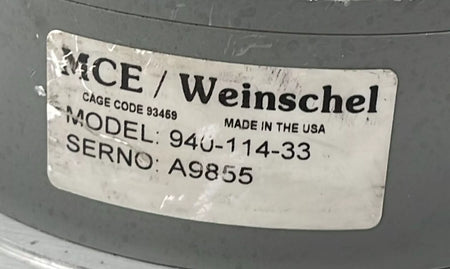 MCE / Weinschel
CAGE CODE 93459
MADE IN THE USA
MODEL: 940-114-33
SERNO: A9855